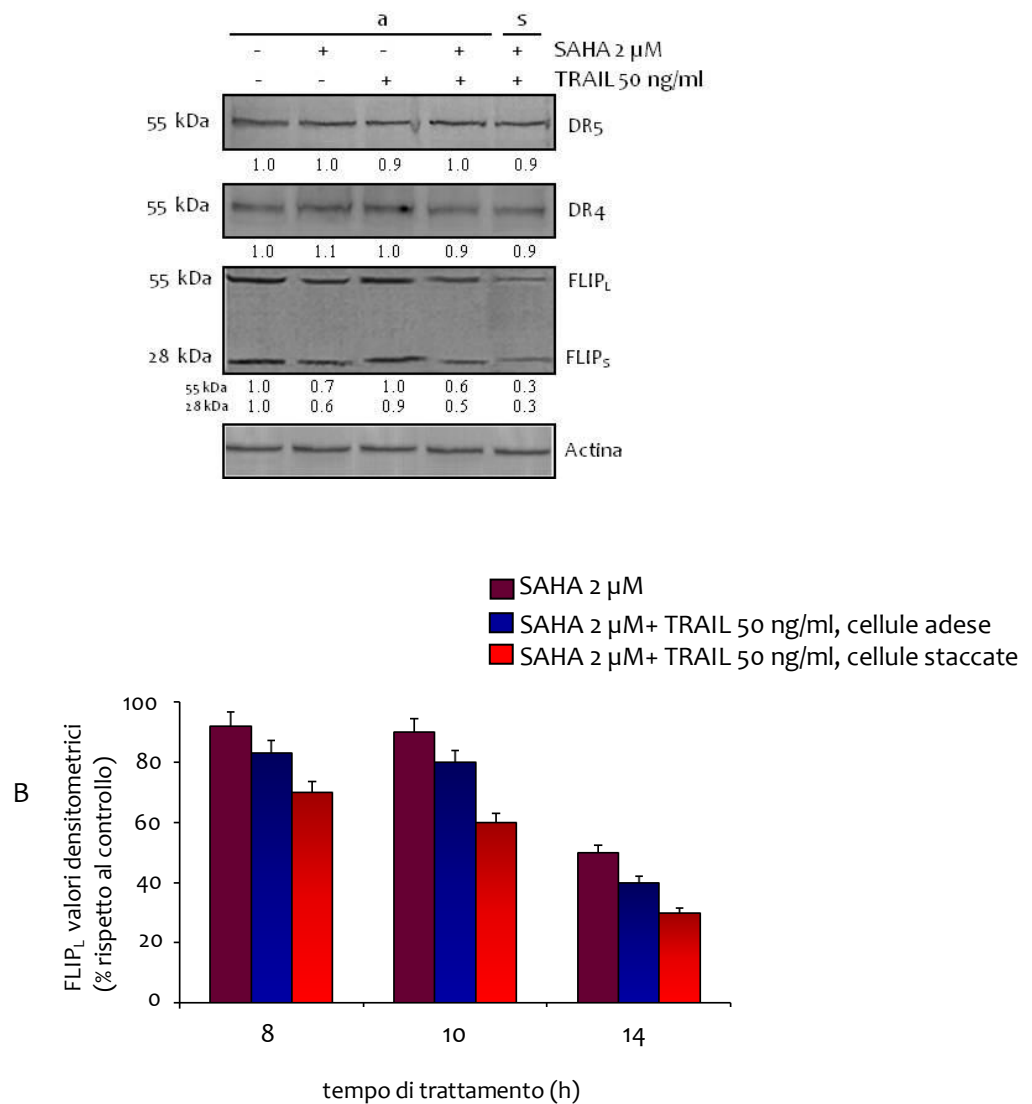 a s
- + - + + SAHA 2 µM
- - + + + TRAIL 50 ng/ml
55 kDa DR5
1.0 1.0 0.9 1.0 0.9
55 kDa DR4
1.0 1.1 1.0 0.9 0.9
55 kDa FLIPL
28 kDa FLIPS
55 kDa 1.0 0.7 1.0 0.6 0.3
28 kDa 1.0 0.6 0.9 0.5 0.3
Actina
SAHA 2 µM
SAHA 2 µM+ TRAIL 50 ng/ml, cellule adese
SAHA 2 µM+ TRAIL 50 ng/ml, cellule staccate
B
FLIPL valori densitometrici
(% rispetto al controllo)
100
80
60
40
20
0
8 10 14
tempo di trattamento (h)